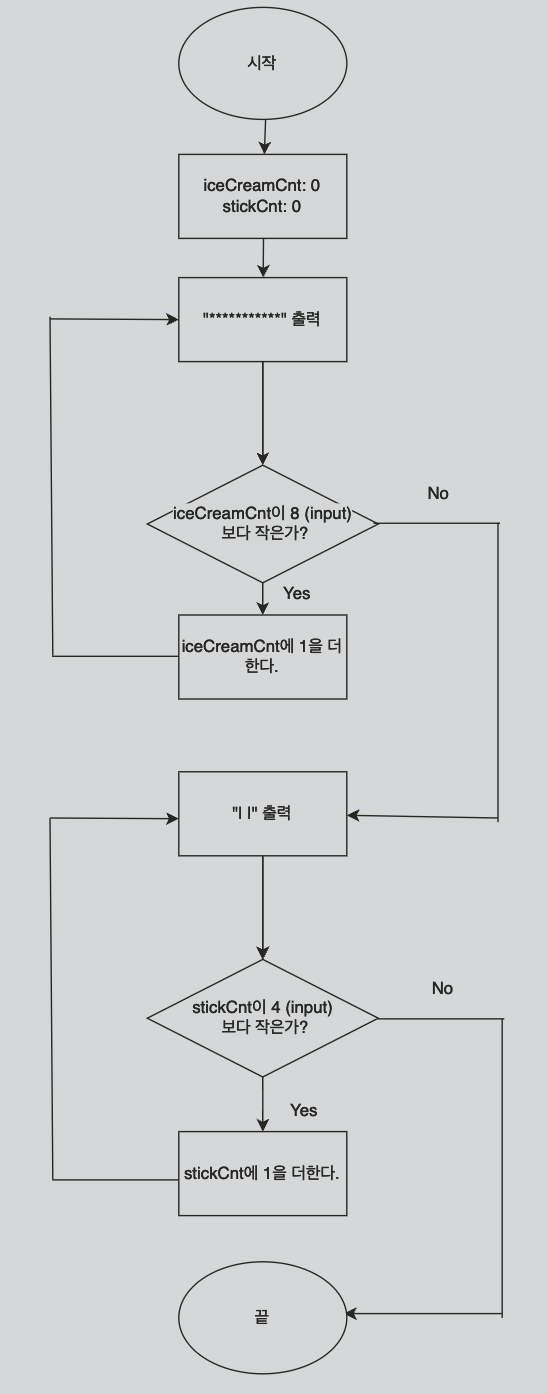 시작
iceCreamCnt: 0
stickCnt: 0
"***********" 출력
iceCreamCnt이 8 (input)
보다 작은가?
No
Yes
iceCreamCnt에 1을 더
한다.
"| |" 출력
stickCnt이 4 (input)
보다 작은가?
No
Yes
stickCnt에 1을 더한다.
끝